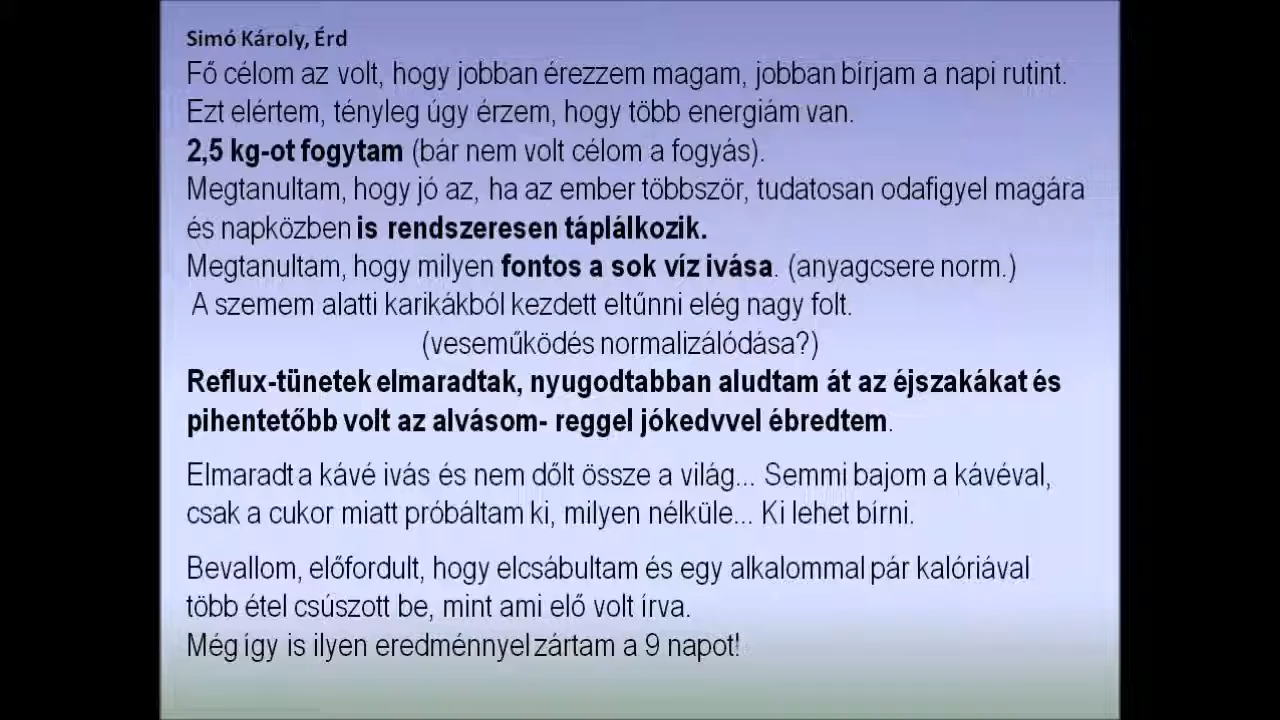 Simó Károly, Érd
Fő célom az volt, hogy jobban érezzem magam, jobban bírjam a napi rutint.
Ezt elértem, tényleg úgy érzem, hogy több energiám van.
2,5 kg-ot fogytam (bár nem volt célom a fogyás).
Megtanultam, hogy jó az, ha az ember többször, tudatosan odafigyel magára
és napközben is rendszeresen táplálkozik.
Megtanultam, hogy milyen fontos a sok víz ivása. (anyagcsere norm.)
A szemem alatti karikákból kezdett eltűnni elég nagy folt.
(veseműködés normalizálódása?)
Reflux-tünetek elmaradtak, nyugodtabban aludtam át az éjszakákat és
pihentetőbb volt az alvásom- reggel jókedvvel ébredtem.
Elmaradt a kávé ivás és nem dőlt össze a világ... Semmi bajom a kávéval,
csak a cukor miatt próbáltam ki, milyen nélküle... Ki lehet bírni.
Bevallom, előfordult, hogy elcsábultam és egy alkalommal pár kalóriával
több étel csúszott be, mint ami elő volt írva.
Még így is ilyen eredménnyel zártam a 9 napot!